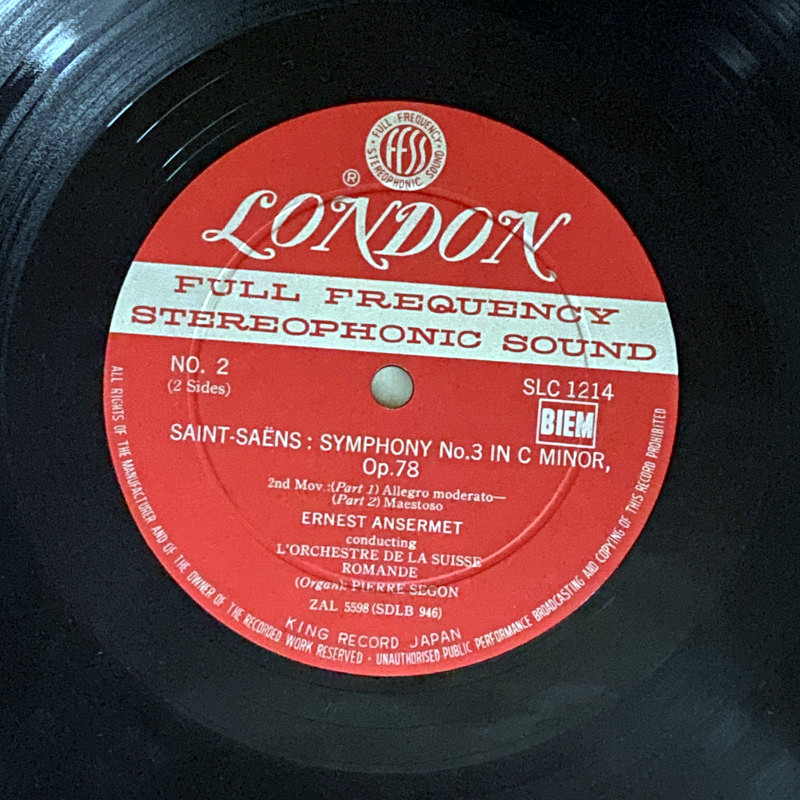 FULL FREQUENCY
FFSS
STEREOPHONIC SOUND
®
LONDON
FULL FREQUENCY
STEREOPHONIC SOUND
NO. 2
(2 Sides)
SLC 1214
BIEM
SAINT-SAËNS : SYMPHONY No.3 IN C MINOR,
Op.78
2nd Mov.:(Part 1) Allegro moderato—
(Part 2) Maestoso
ERNEST ANSERMET
conducting
L'ORCHESTRE DE LA SUISSE
ROMANDE
(Organ): PIERRE SEGON
ZAL 5598 (SDLB 946)
KING RECORD JAPAN
ALL RIGHTS OF THE MANUFACTURER AND OF THE OWNER OF THE RECORDED WORK RESERVED · UNAUTHORISED PUBLIC PERFORMANCE BROADCASTING AND COPYING OF THIS RECORD PROHIBITED